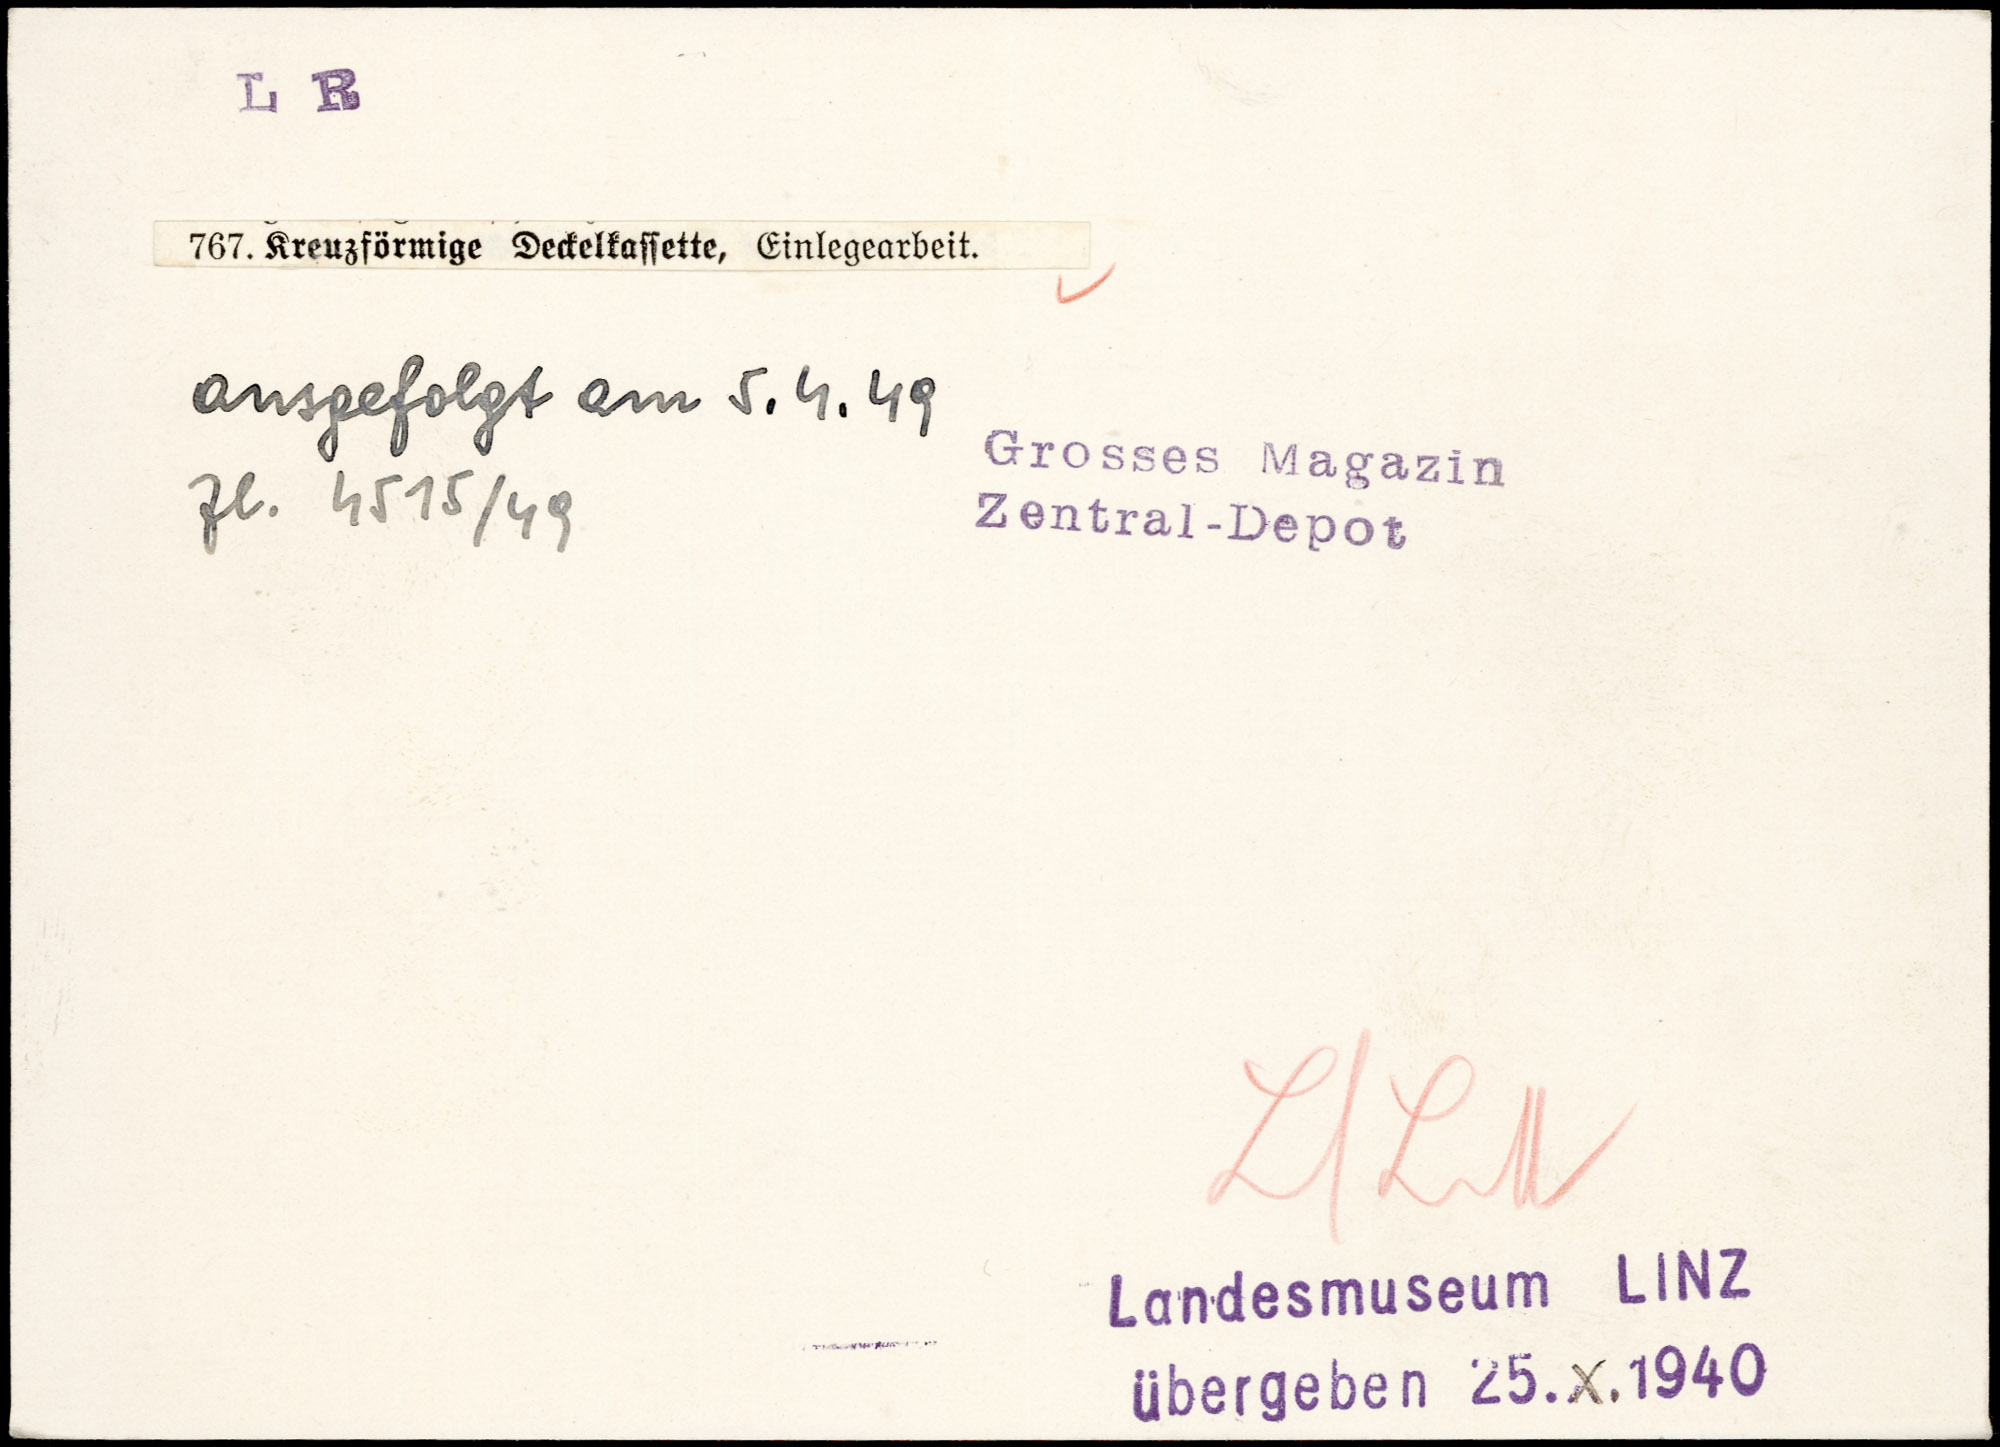 L R
767. Kreuzförmige Deckelkassette, Einlegearbeit.
ausgefolgt am 5. 4. 49
Zl. 4515/49
Grosses Magazin
Zentral-Depot
Landesmuseum LINZ
übergeben 25.X.1940